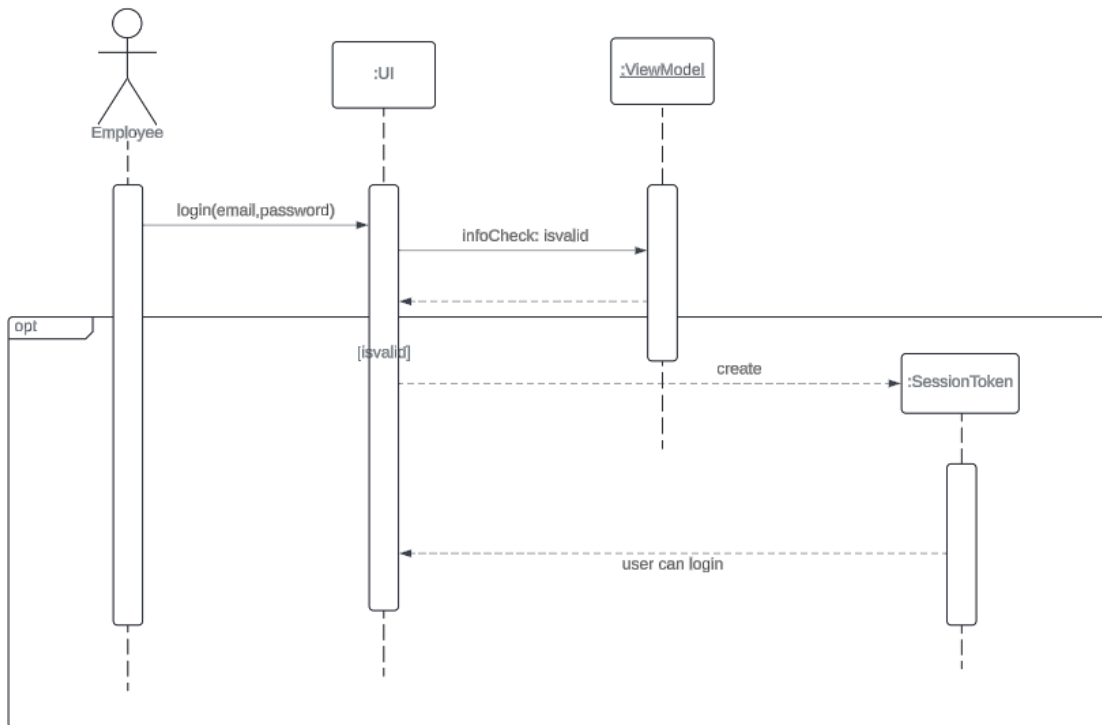 :UI
:ViewModel
Employee
login(email,password)
infoCheck: isvalid
opt
[isvalid]
create
:SessionToken
user can login